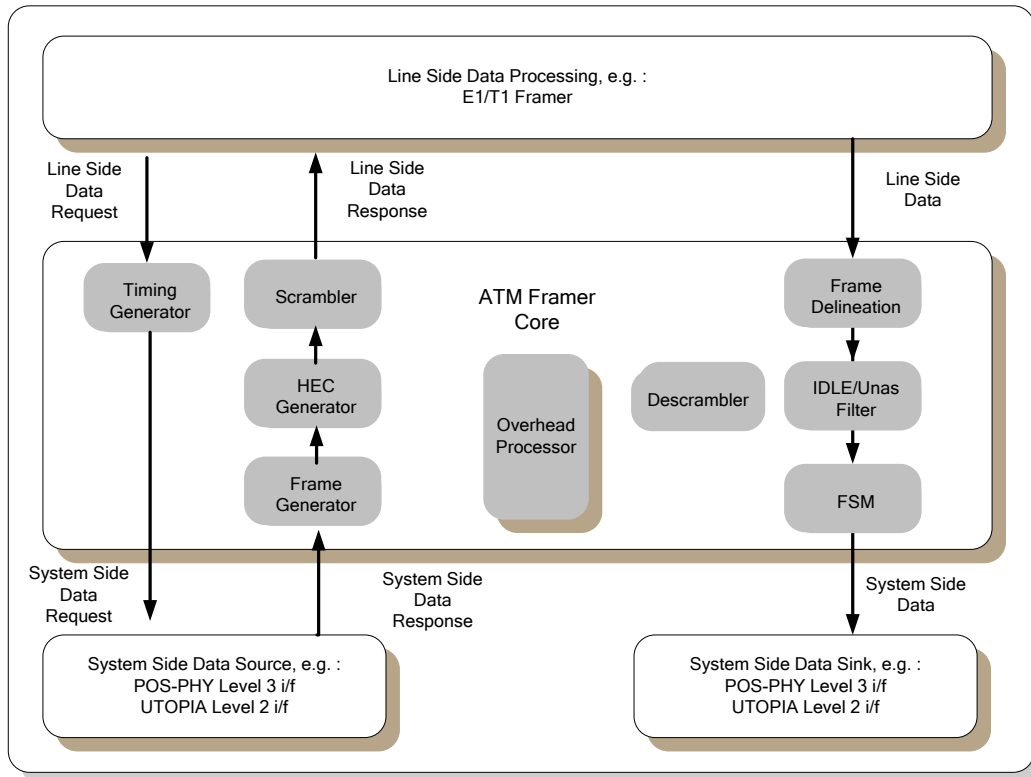 Line Side Data Processing, e.g. :
E1/T1 Framer
Line Side
Data
Request
Line Side
Data
Response
Line Side
Data
Timing
Generator
Scrambler
HEC
Generator
Frame
Generator
ATM Framer
Core
Overhead
Processor
Descrambler
Frame
Delineation
IDLE/Unas
Filter
FSM
System Side
Data
Request
System Side
Data
Response
System Side
Data
System Side Data Source, e.g. :
POS-PHY Level 3 i/f
UTOPIA Level 2 i/f
System Side Data Sink, e.g. :
POS-PHY Level 3 i/f
UTOPIA Level 2 i/f